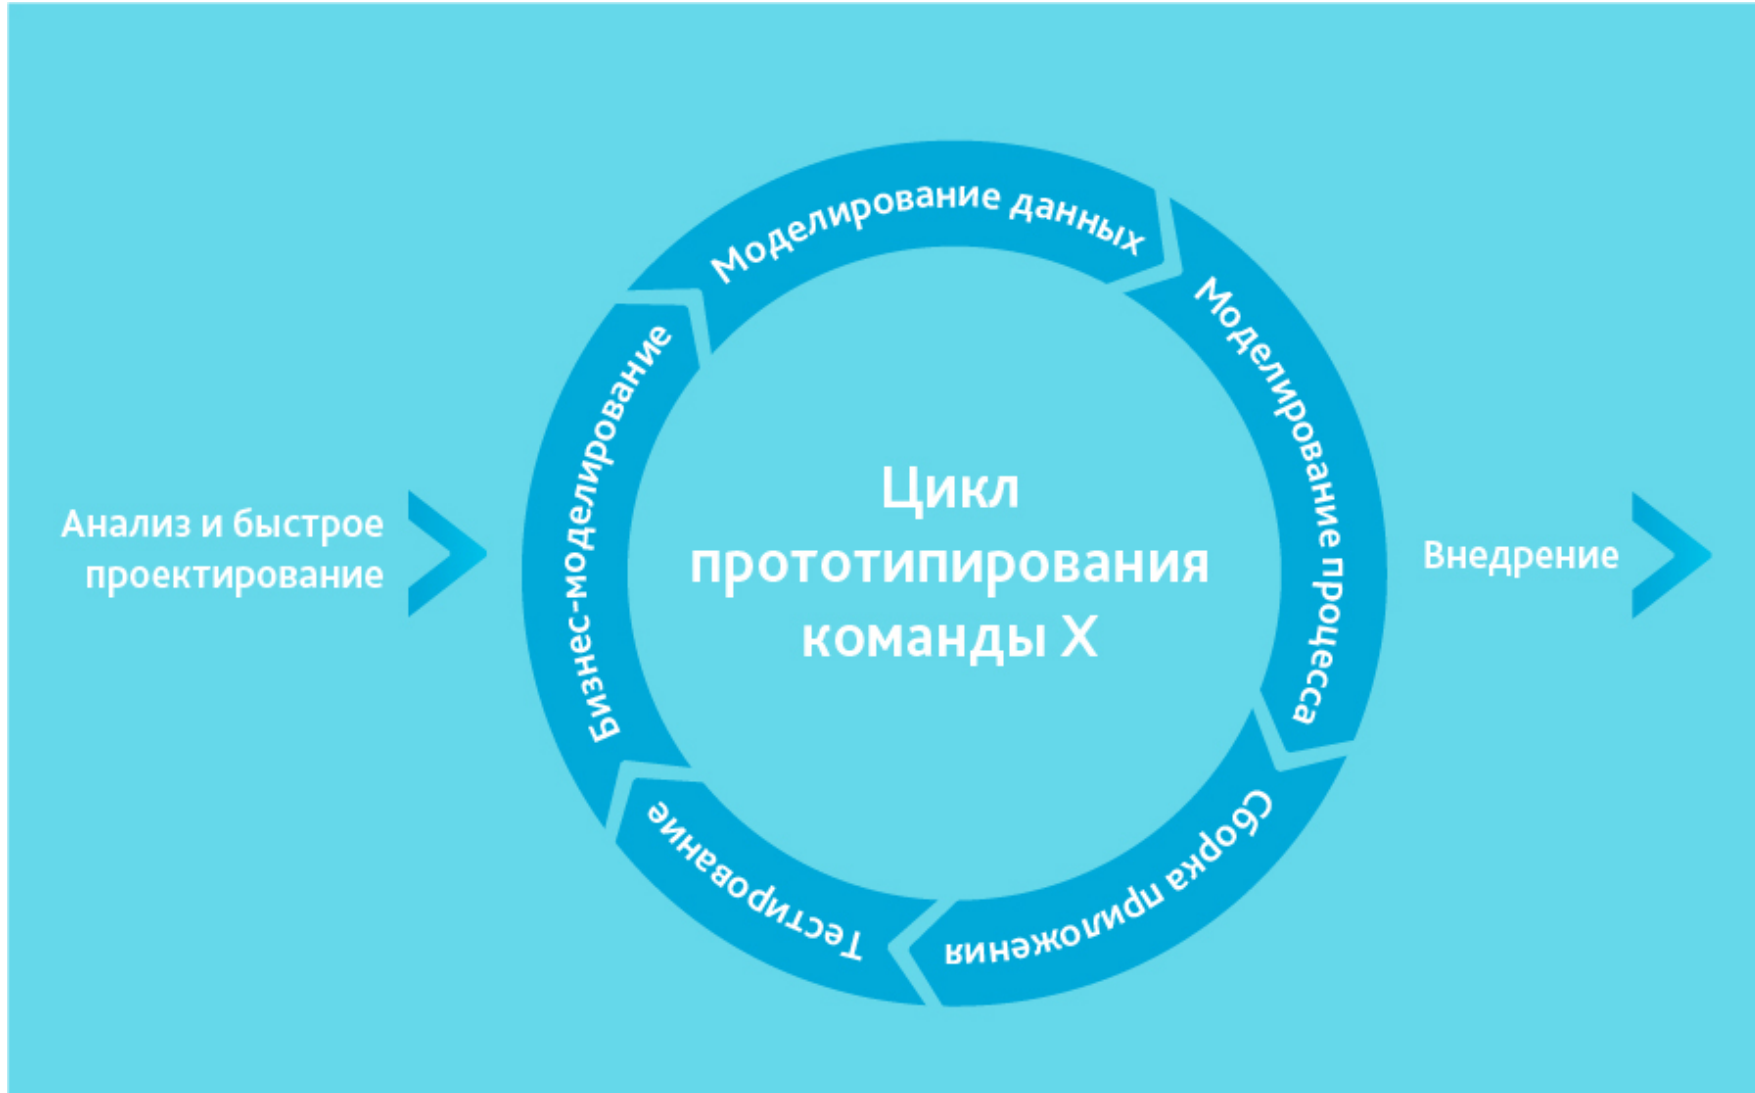 Анализ и быстрое
проектирование
Бизнес-моделирование
Моделирование данных
Моделирование процесса
Сборка приложения
Тестирование
Цикл
прототипирования
команды X
Внедрение